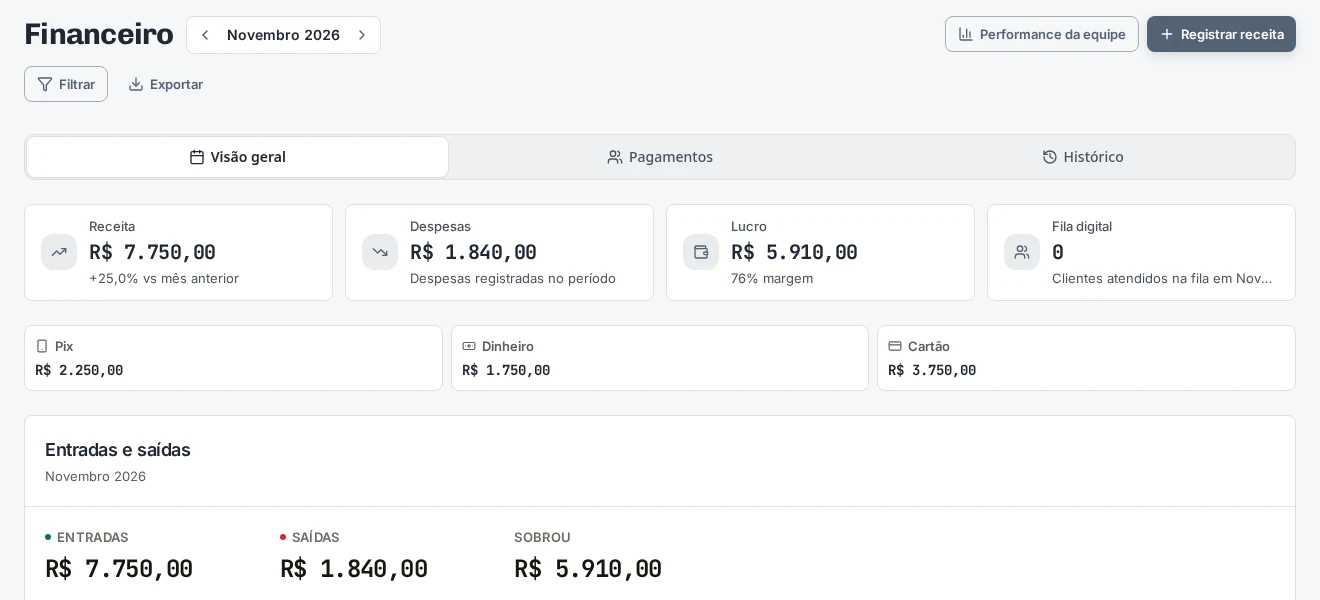 Financeiro
Novembro 2026
Performance da equipe
Registrar receita
Filtrar
Exportar
Visão geral
Pagamentos
Histórico
Receita
R$ 7.750,00
+25,0% vs mês anterior
Despesas
R$ 1.840,00
Despesas registradas no período
Lucro
R$ 5.910,00
76% margem
Fila digital
0
Clientes atendidos na fila em Nov...
Pix
R$ 2.250,00
Dinheiro
R$ 1.750,00
Cartão
R$ 3.750,00
Entradas e saídas
Novembro 2026
ENTRADAS
R$ 7.750,00
SAÍDAS
R$ 1.840,00
SOBROU
R$ 5.910,00